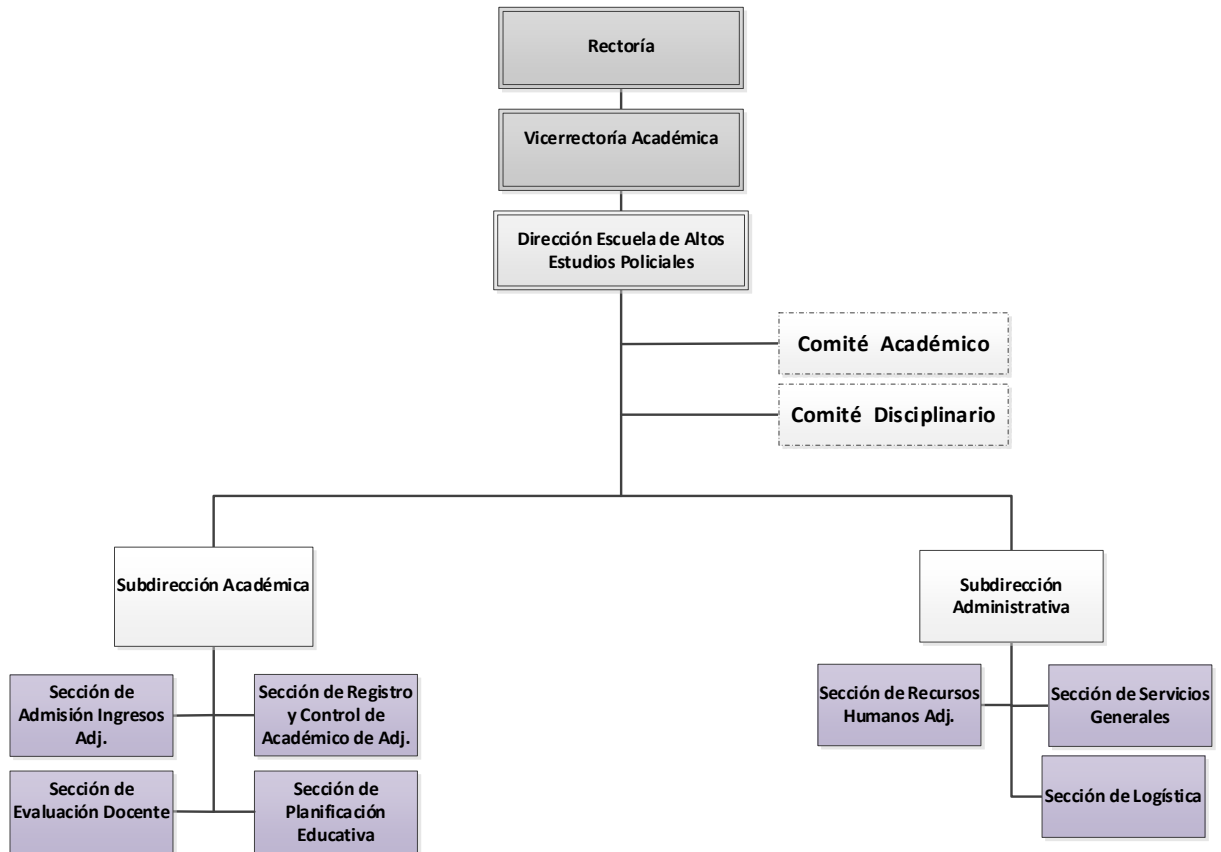 Rectoría
Vicerrectoría Académica
Dirección Escuela de Altos
Estudios Policiales
Comité Académico
Comité Disciplinario
Subdirección Académica
Subdirección
Administrativa
Sección de
Admisión Ingresos
Adj.
Sección de Registro
y Control de
Académico de Adj.
Sección de
Evaluación Docente
Sección de
Planificación
Educativa
Sección de Recursos
Humanos Adj.
Sección de Servicios
Generales
Sección de Logística